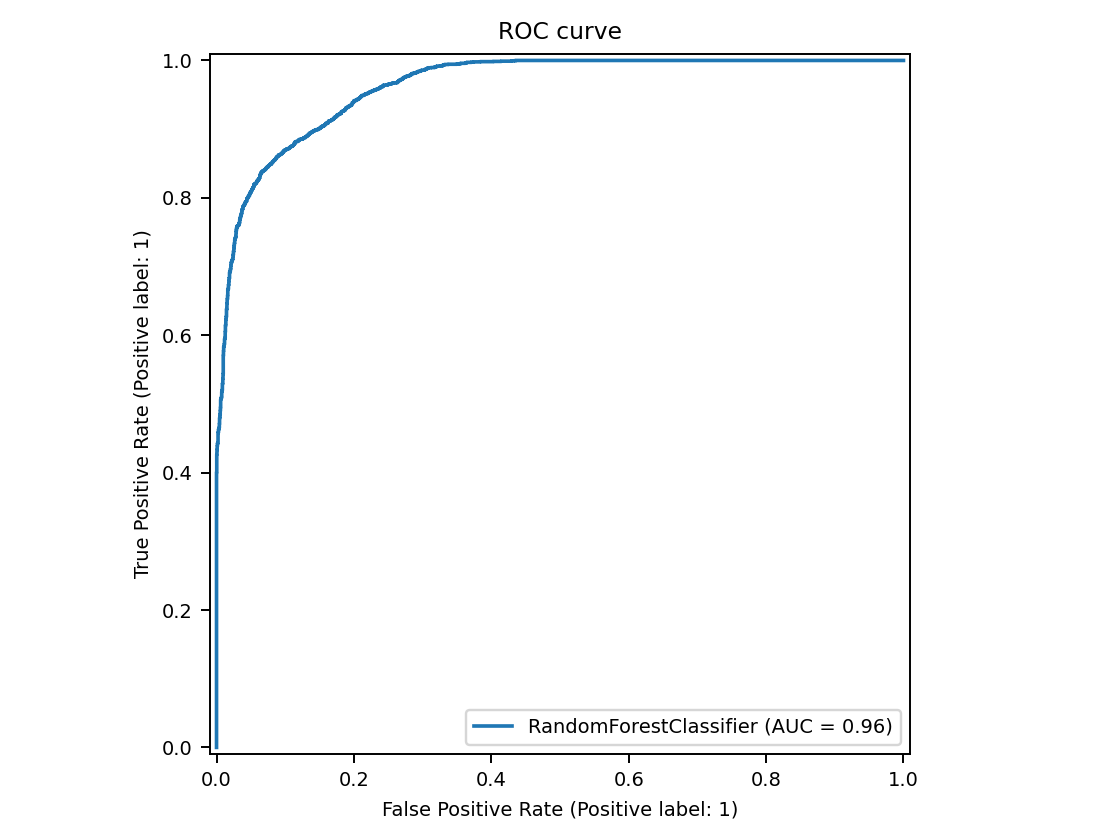 ROC curve
True Positive Rate (Positive label: 1)
1.0
0.8
0.6
0.4
0.2
0.0
RandomForestClassifier (AUC = 0.96)
0.0 0.2 0.4 0.6 0.8 1.0
False Positive Rate (Positive label: 1)